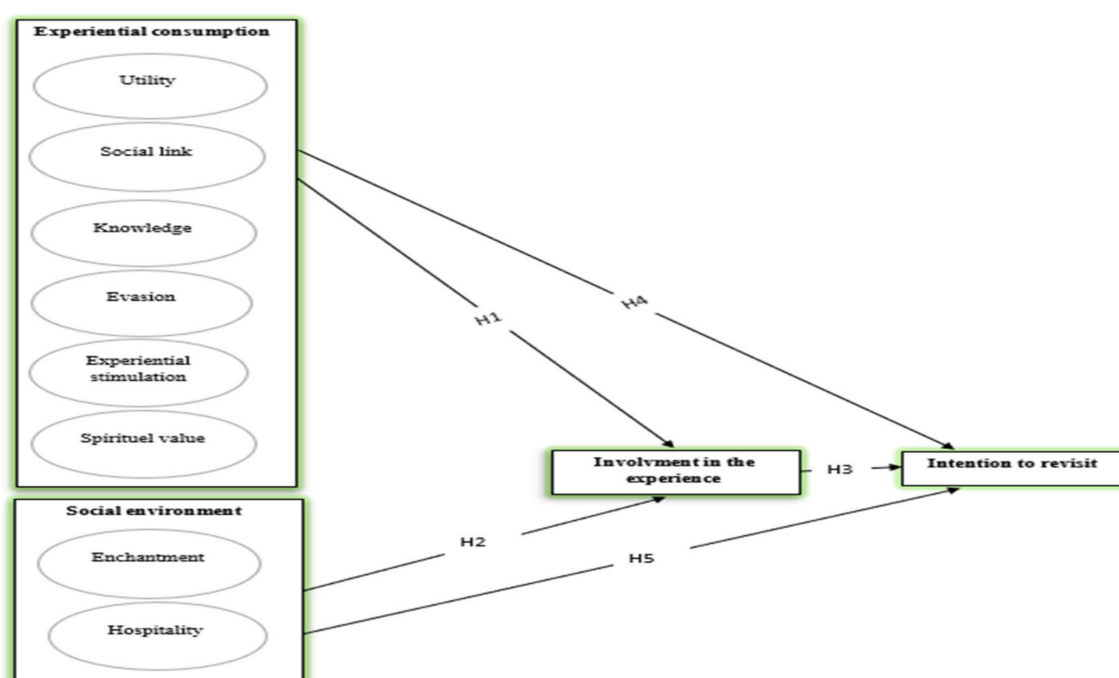 Experiential consumption
Utility
Social link
Knowledge
Evasion
Experiential
stimulation
Spirituel value
Social environment
Enchantment
Hospitality
H1
H4
Involvment in the
experience
H3
Intention to revisit
H2
H5